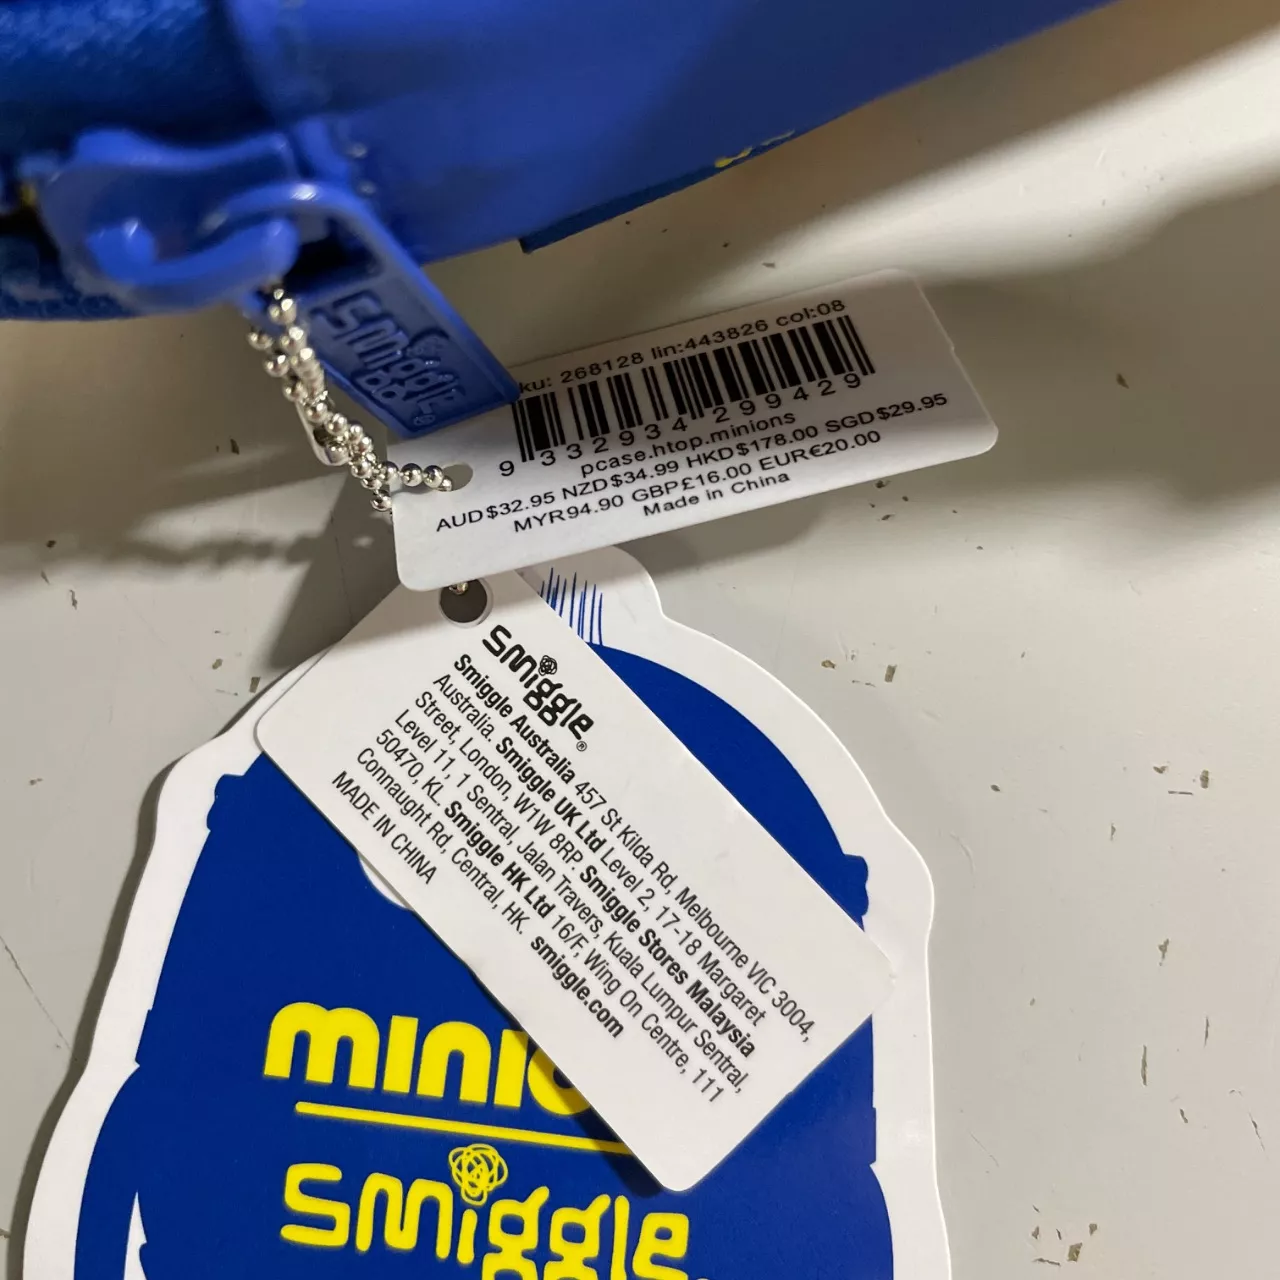 smiggle®
ku: 268128 lin:443826 col:08
9 332934 299429
pcase.htop.minions
AUD$32.95 NZD$34.99 HKD$178.00 SGD$29.95
MYR94.90 GBP£16.00 EUR€20.00
Made in China
smiggle®
Smiggle Australia 457 St Kilda Rd, Melbourne VIC 3004,
Australia. Smiggle UK Ltd Level 2, 17-18 Margaret
Street, London, W1W 8RP. Smiggle Stores Malaysia
Level 11, 1 Sentral, Jalan Travers, Kuala Lumpur Sentral,
50470, KL. Smiggle HK Ltd 16/F, Wing On Centre, 111
Connaught Rd, Central, HK. smiggle.com
MADE IN CHINA
minio
smiggle